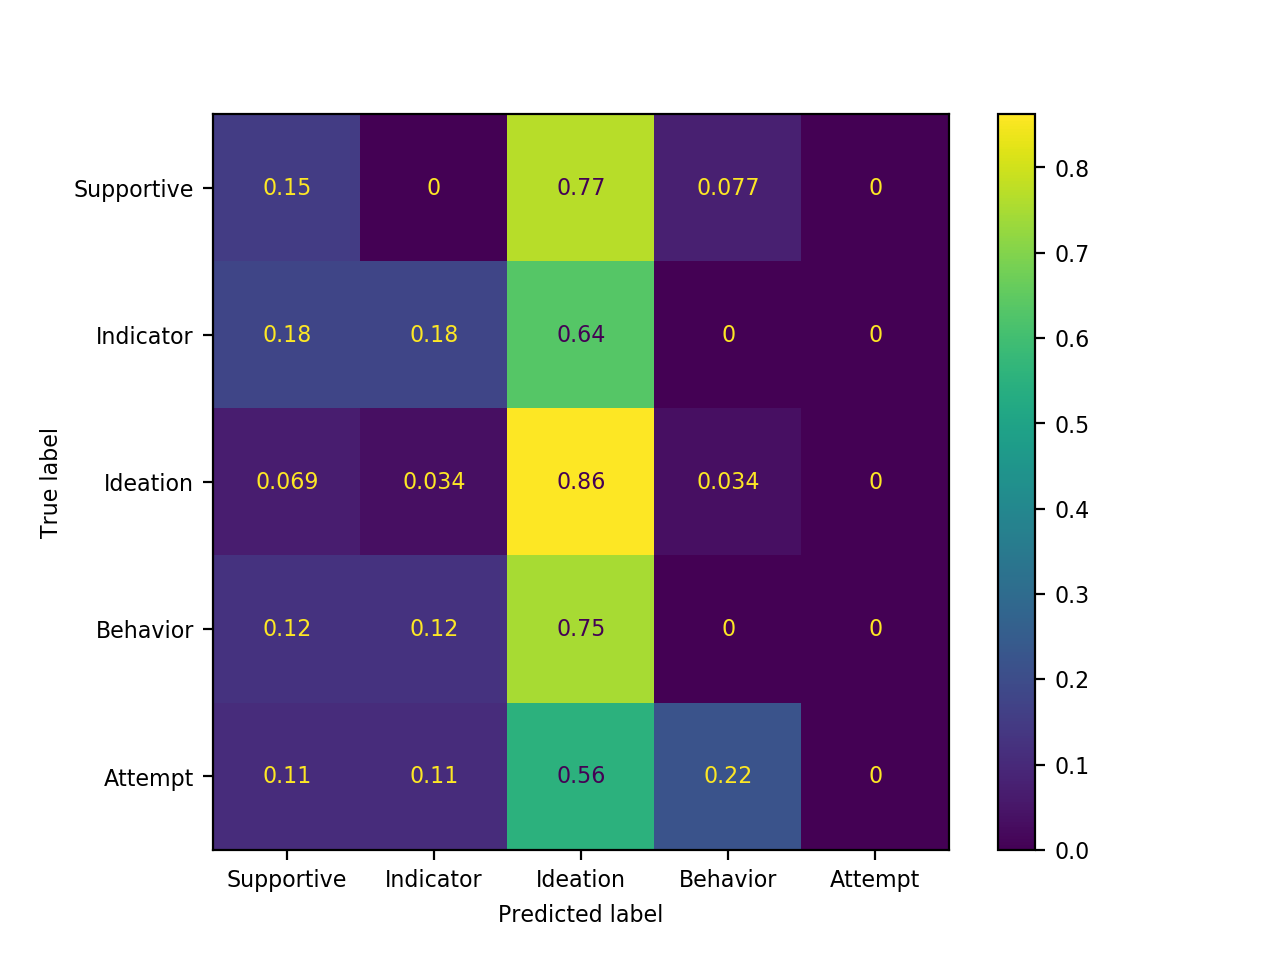 Supportive 0.15 0 0.77 0.077 0
Indicator 0.18 0.18 0.64 0 0
Ideation 0.069 0.034 0.86 0.034 0
Behavior 0.12 0.12 0.75 0 0
Attempt 0.11 0.11 0.56 0.22 0
True label
Supportive Indicator Ideation Behavior Attempt
Predicted label
0.8
0.7
0.6
0.5
0.4
0.3
0.2
0.1
0.0